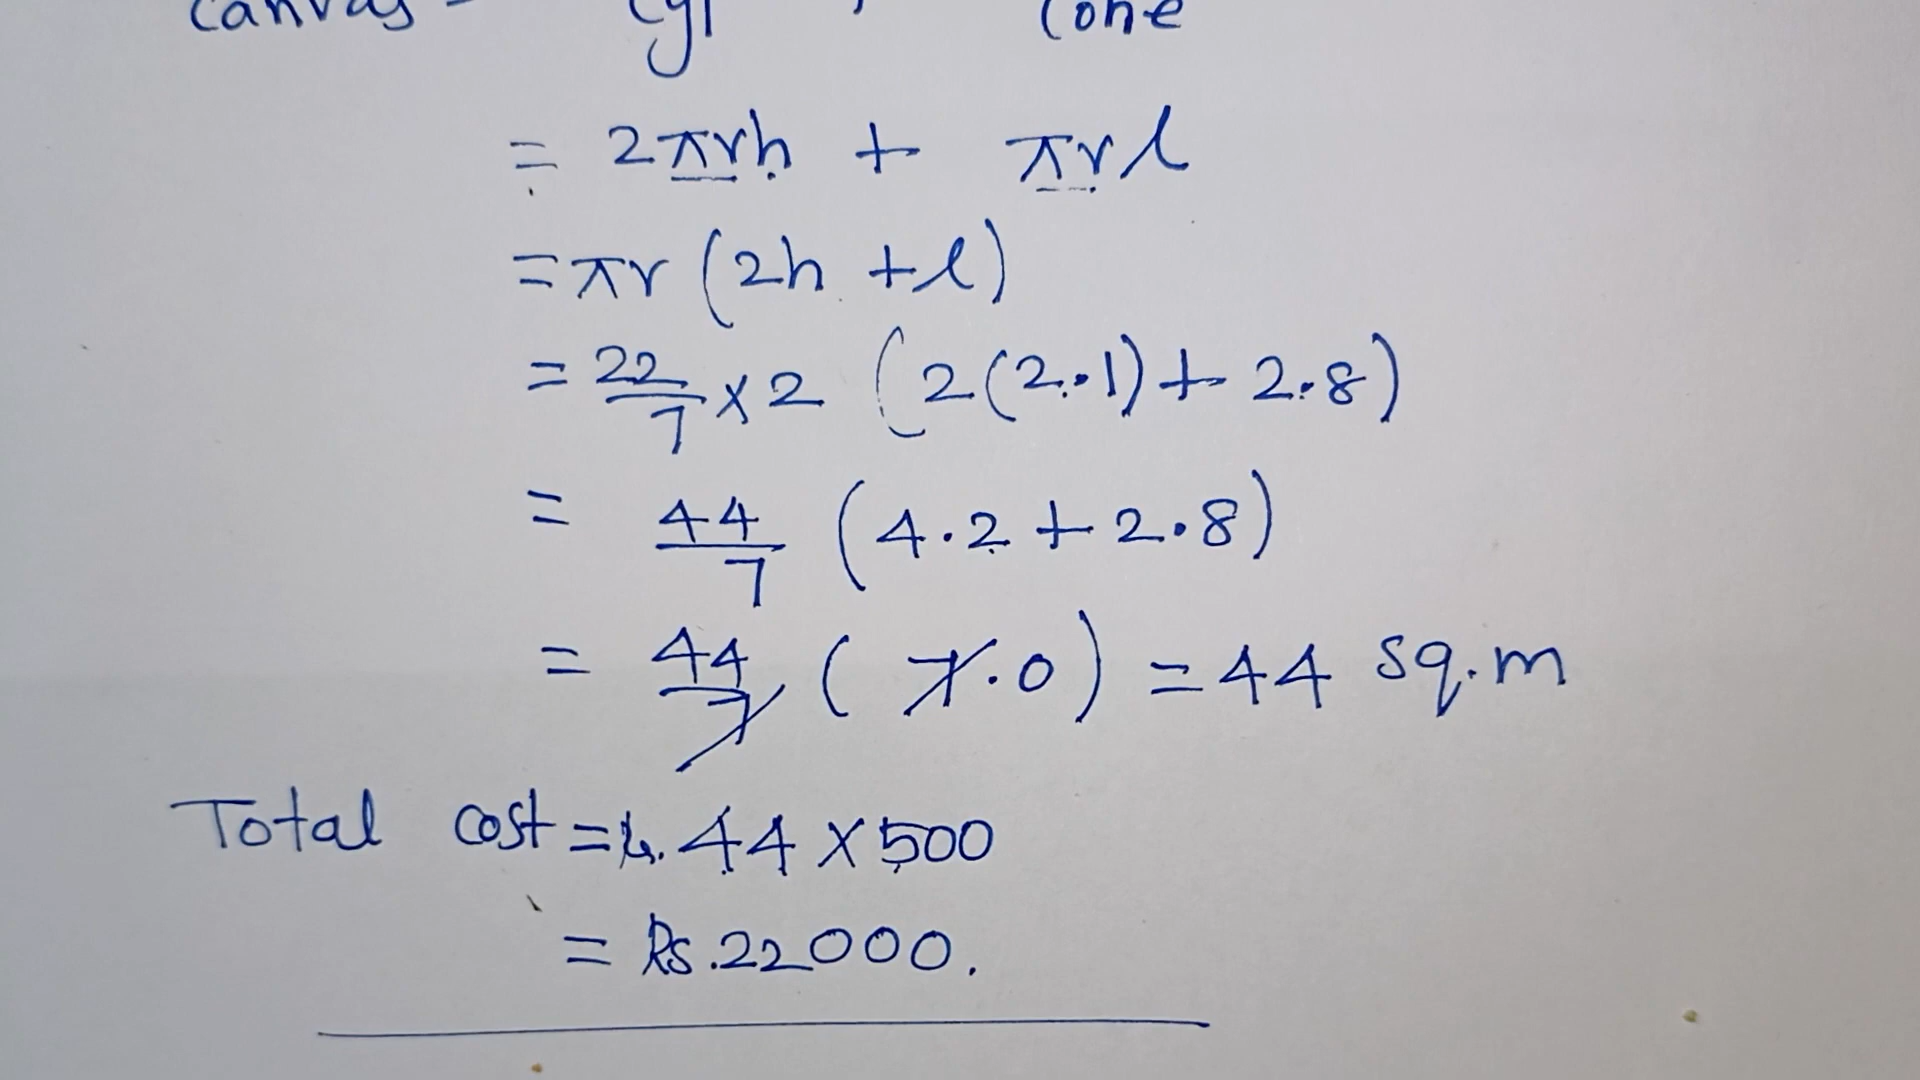 canvas = cyl, cone
= 2πrh + πrl
= πr (2h + l)
= 22/7 x 2 (2(2.1) + 2.8)
= 44/7 (4.2 + 2.8)
= 44/7 (7.0) = 44 sq.m
Total cost = Rs. 44 x 500
= Rs. 22000.